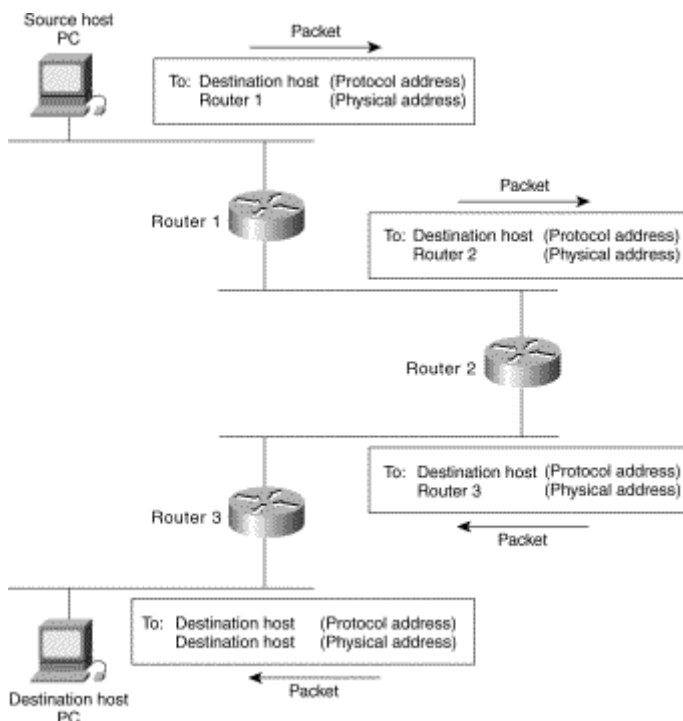 Source host
PC
Packet
To: Destination host (Protocol address)
Router 1 (Physical address)
Router 1
Packet
To: Destination host (Protocol address)
Router 2 (Physical address)
Router 2
To: Destination host (Protocol address)
Router 3 (Physical address)
Router 3
Packet
To: Destination host (Protocol address)
Destination host (Physical address)
Packet
Destination host
PC